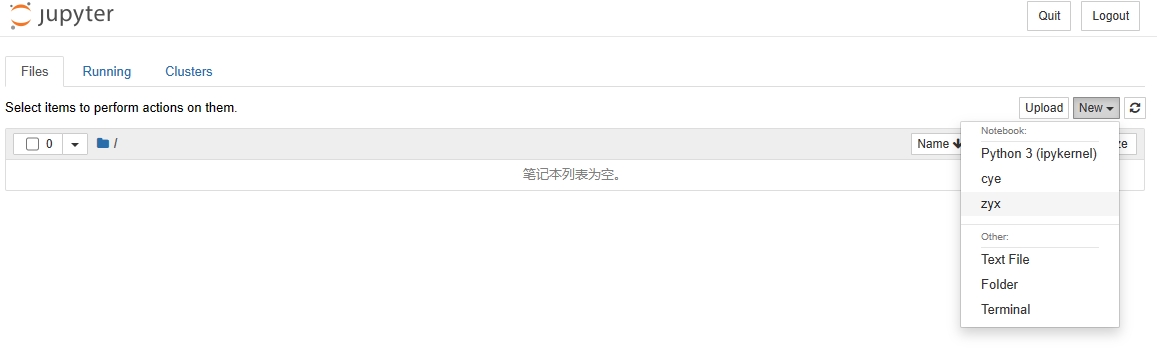 jupyter
Quit Logout
Files Running Clusters
Select items to perform actions on them.
Upload New
0 / Name
笔记本列表为空。
Notebook:
Python 3 (ipykernel)
cye
zyx
Other:
Text File
Folder
Terminal